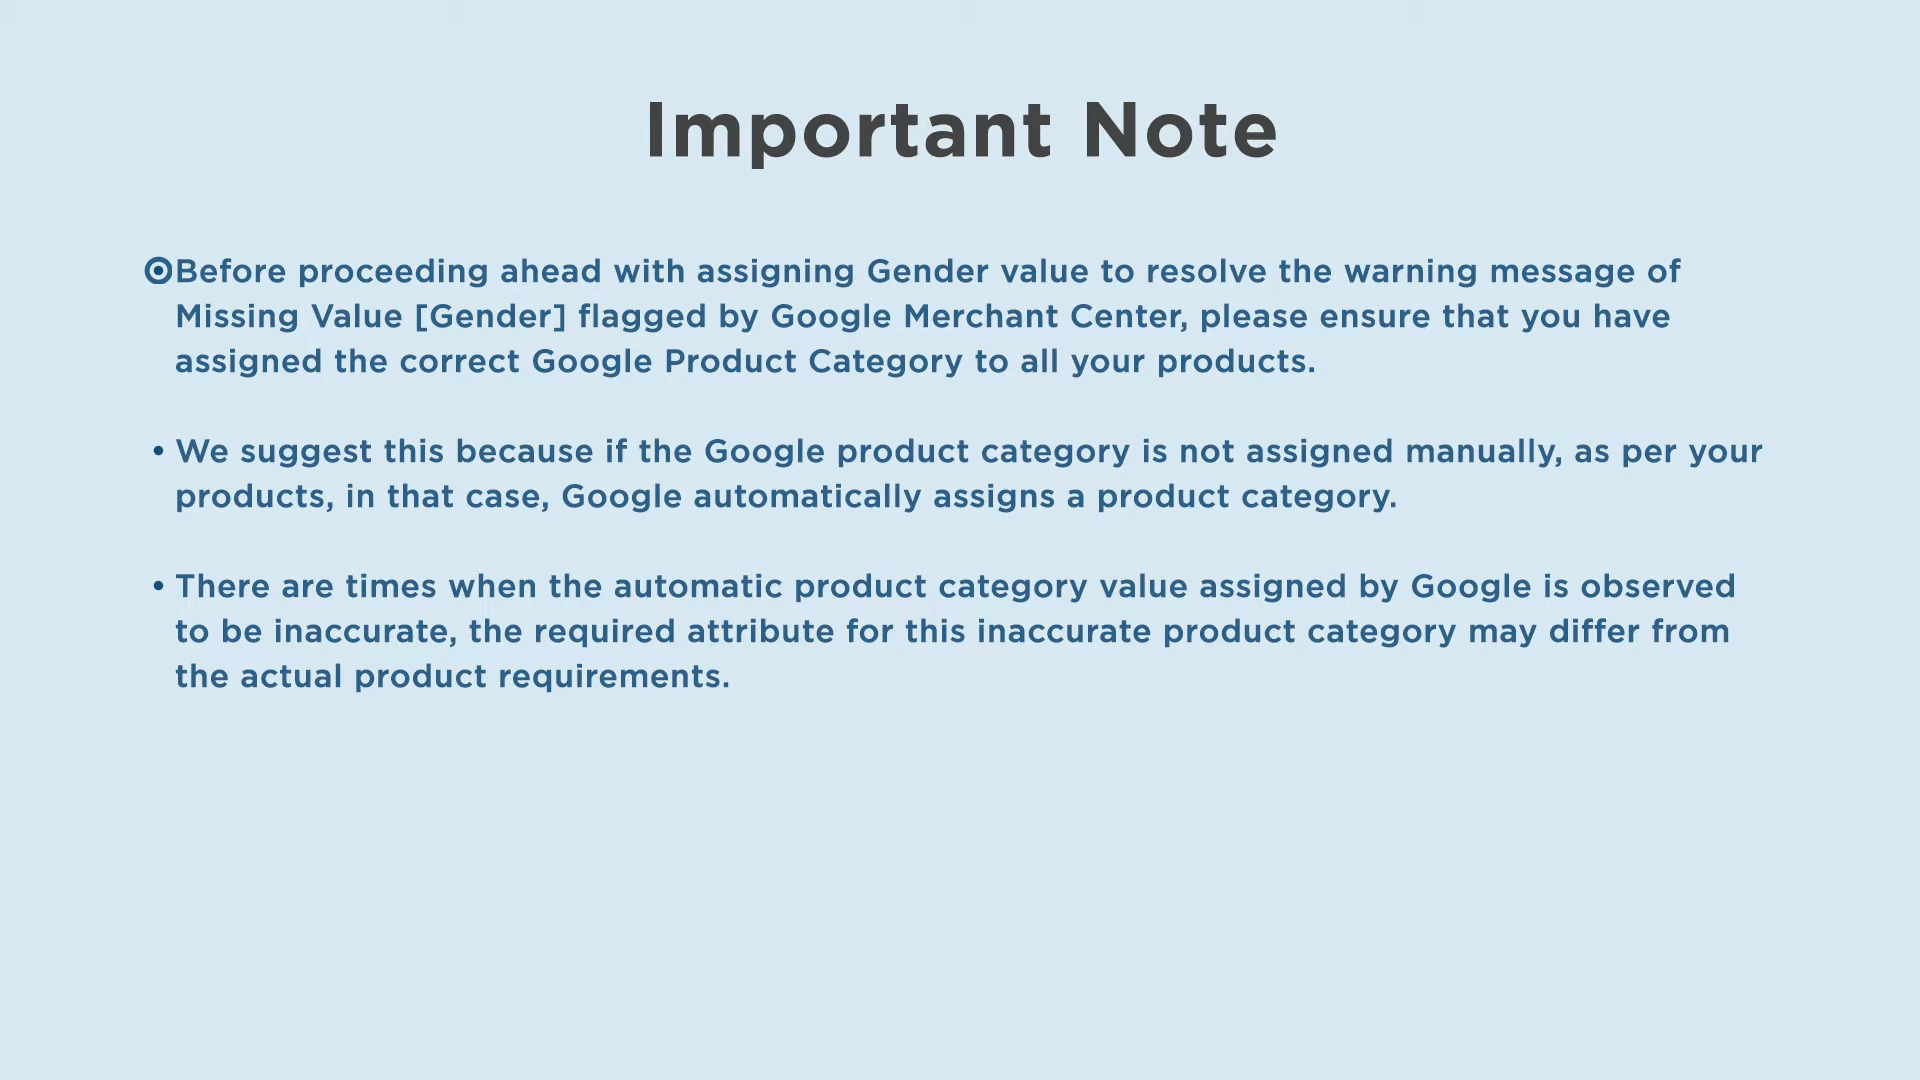 Important Note
Before proceeding ahead with assigning Gender value to resolve the warning message of
Missing Value [Gender] flagged by Google Merchant Center, please ensure that you have
assigned the correct Google Product Category to all your products.
• We suggest this because if the Google product category is not assigned manually, as per your
products, in that case, Google automatically assigns a product category.
• There are times when the automatic product category value assigned by Google is observed
to be inaccurate, the required attribute for this inaccurate product category may differ from
the actual product requirements.